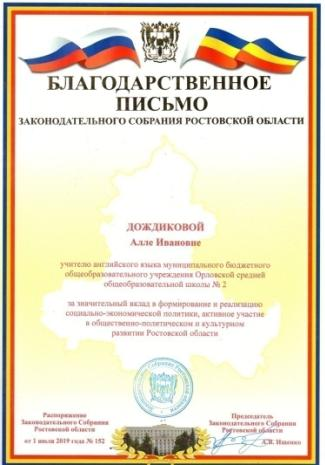 БЛАГОДАРСТВЕННОЕ
ПИСЬМО
ЗАКОНОДАТЕЛЬНОГО СОБРАНИЯ РОСТОВСКОЙ ОБЛАСТИ
ДОЖДИКОВОЙ
Алле Ивановне
учителю английского языка муниципального бюджетного
общеобразовательного учреждения Орловской средней
общеобразовательной школы № 2
за значительный вклад в формирование и реализацию
социально-экономической политики, активное участие
в общественно-политическом и культурном
развитии Ростовской области
Распоряжение
Законодательного Собрания
Ростовской области
от 1 июля 2019 года № 152
Председатель
Законодательного Собрания
Ростовской области
А.В. Ищенко